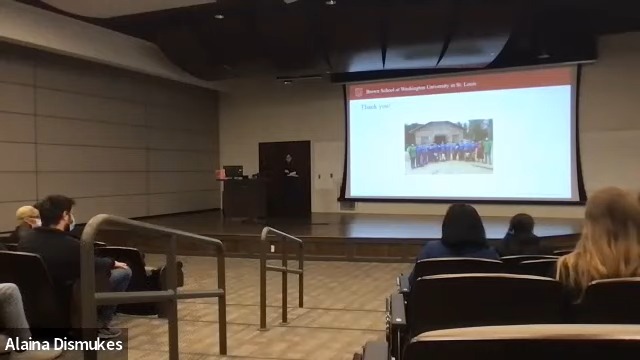 Brown School at Washington University in St. Louis
Thank you!
Alaina Dismukes